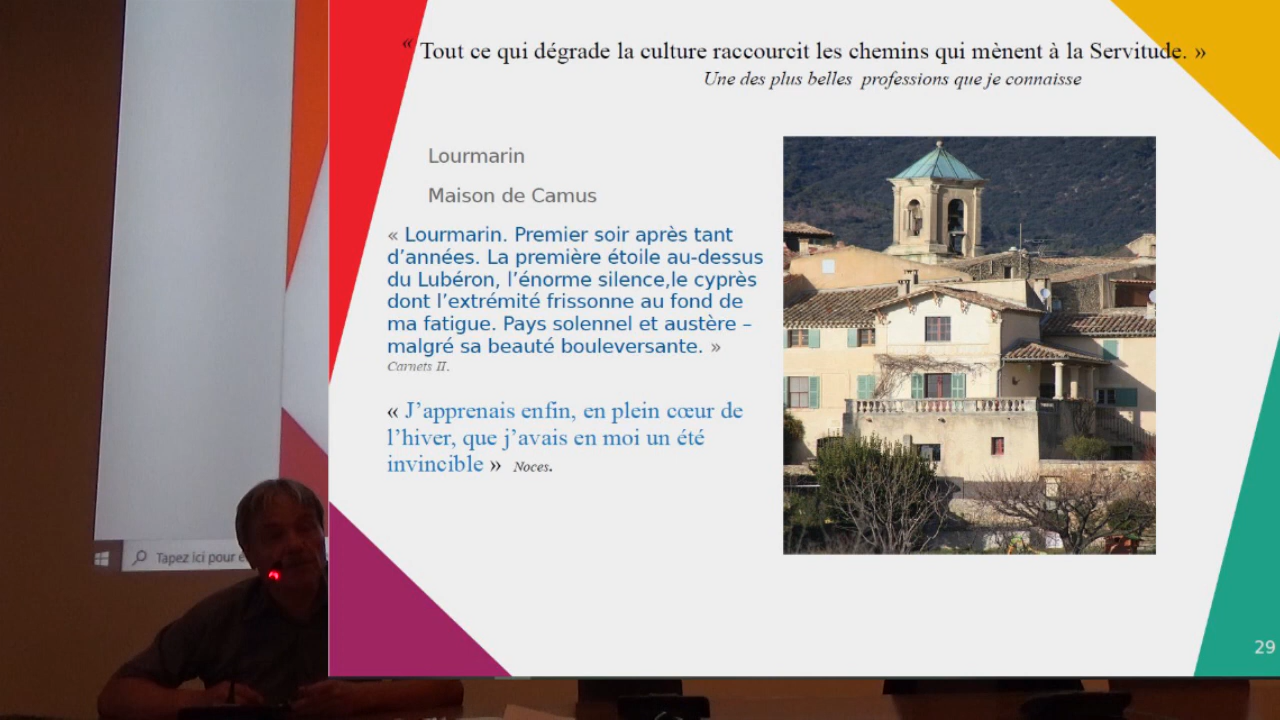 « Tout ce qui dégrade la culture raccourcit les chemins qui mènent à la Servitude. »
Une des plus belles professions que je connaisse
Lourmarin
Maison de Camus
« Lourmarin. Premier soir après tant
d’années. La première étoile au-dessus
du Lubéron, l’énorme silence,le cyprès
dont l’extrémité frissonne au fond de
ma fatigue. Pays solennel et austère –
malgré sa beauté bouleversante. »
Carnets II.
« J’apprenais enfin, en plein cœur de
l’hiver, que j’avais en moi un été
invincible » Noces.
29
Tapez ici pour